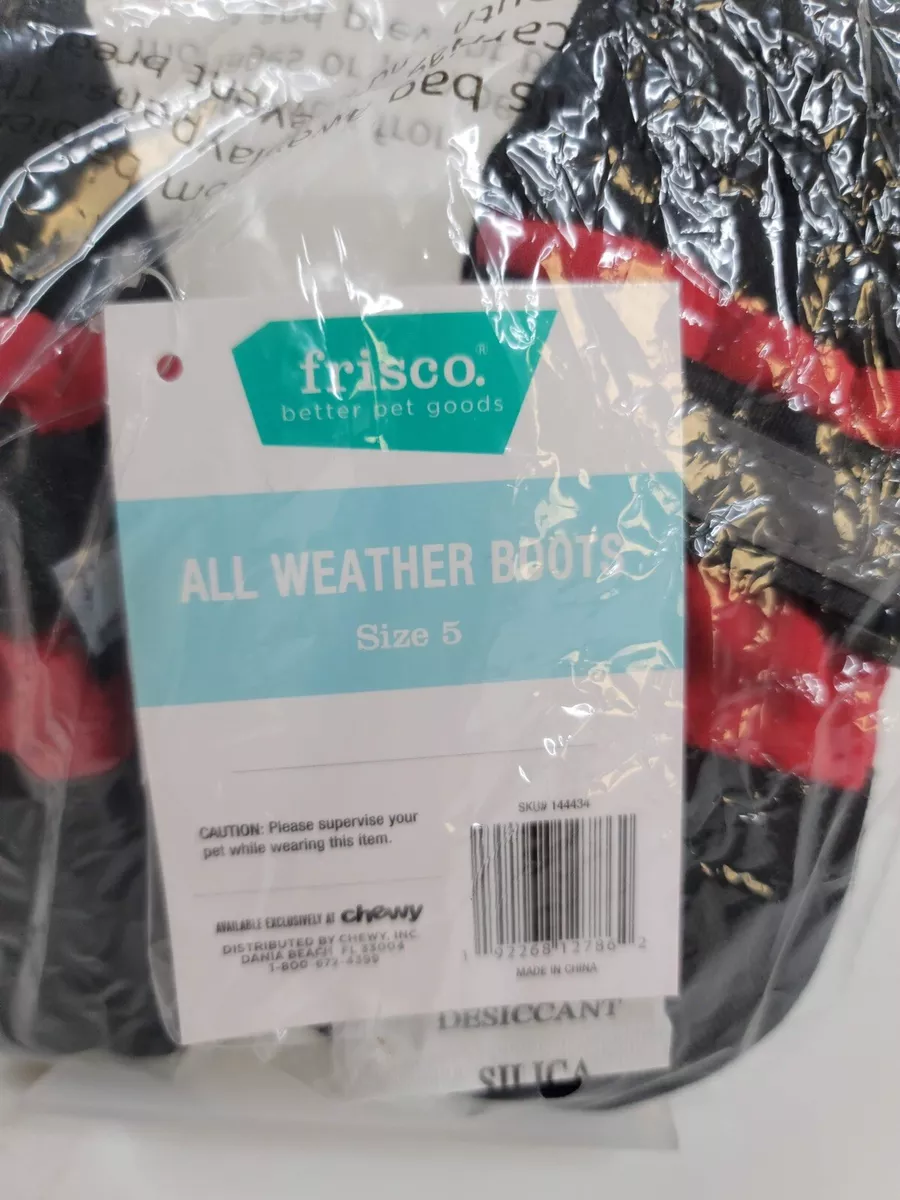 frisco.®
better pet goods
ALL WEATHER BOOTS
Size 5
SKU# 144434
CAUTION: Please supervise your
pet while wearing this item.
AVAILABLE EXCLUSIVELY AT chewy
DISTRIBUTED BY CHEWY, INC.
DANIA BEACH FL 33004
1-800 672-4399
1 92268 12786 2
MADE IN CHINA
DESICCANT
SILICA